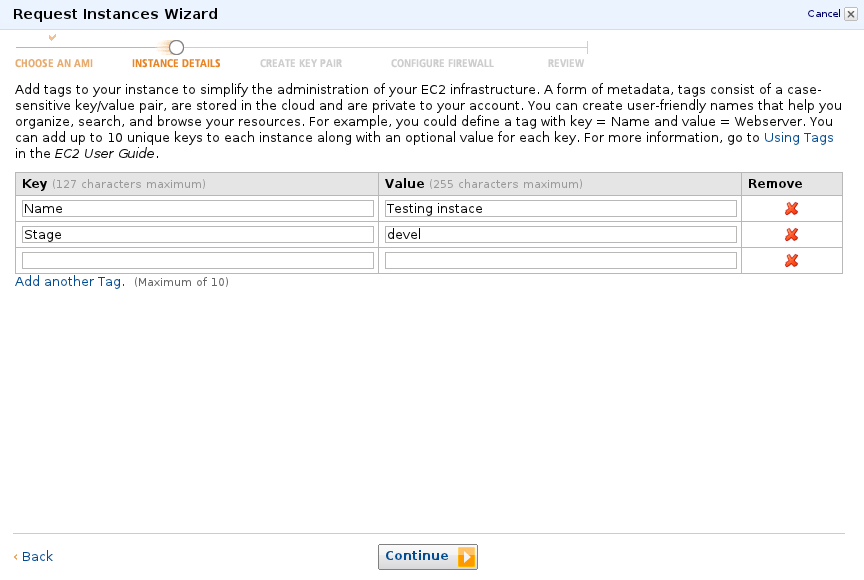 Request Instances Wizard
Cancel
CHOOSE AN AMI INSTANCE DETAILS CREATE KEY PAIR CONFIGURE FIREWALL REVIEW
Add tags to your instance to simplify the administration of your EC2 infrastructure. A form of metadata, tags consist of a case-
sensitive key/value pair, are stored in the cloud and are private to your account. You can create user-friendly names that help you
organize, search, and browse your resources. For example, you could define a tag with key = Name and value = Webserver. You
can add up to 10 unique keys to each instance along with an optional value for each key. For more information, go to Using Tags
in the EC2 User Guide.
Key (127 characters maximum) Value (255 characters maximum) Remove
Name Testing instace
Stage devel
Add another Tag. (Maximum of 10)
‹ Back Continue